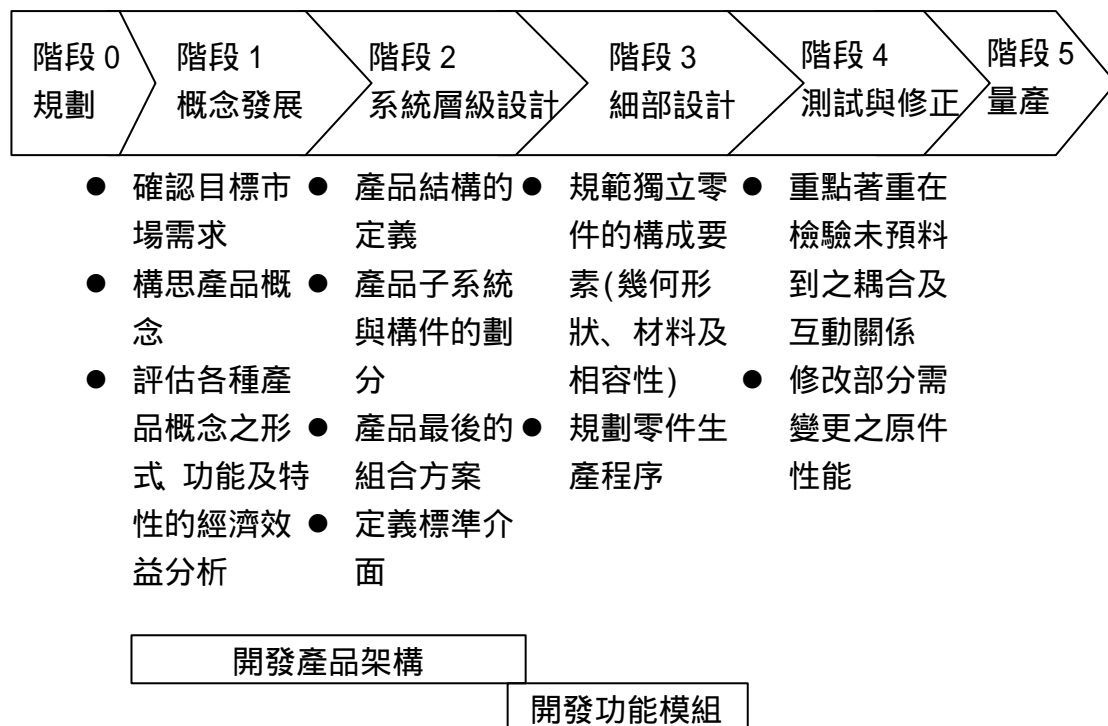 階段 0
規劃
階段 1
概念發展
階段 2
系統層級設計
階段 3
細部設計
階段 4
測試與修正
階段 5
量產
● 確認目標市
場需求
● 構思產品概
念
● 評估各種產
品概念之形
式、功能及特
性的經濟效
益分析
● 產品結構的
定義
● 產品子系統
與構件的劃
分
● 產品最後的
組合方案
● 定義標準介
面
● 規範獨立零
件的構成要
素(幾何形
狀、材料及
相容性)
● 規劃零件生
產程序
● 重點著重在
檢驗未預料
到之耦合及
互動關係
● 修改部分需
變更之原件
性能
開發產品架構
開發功能模組